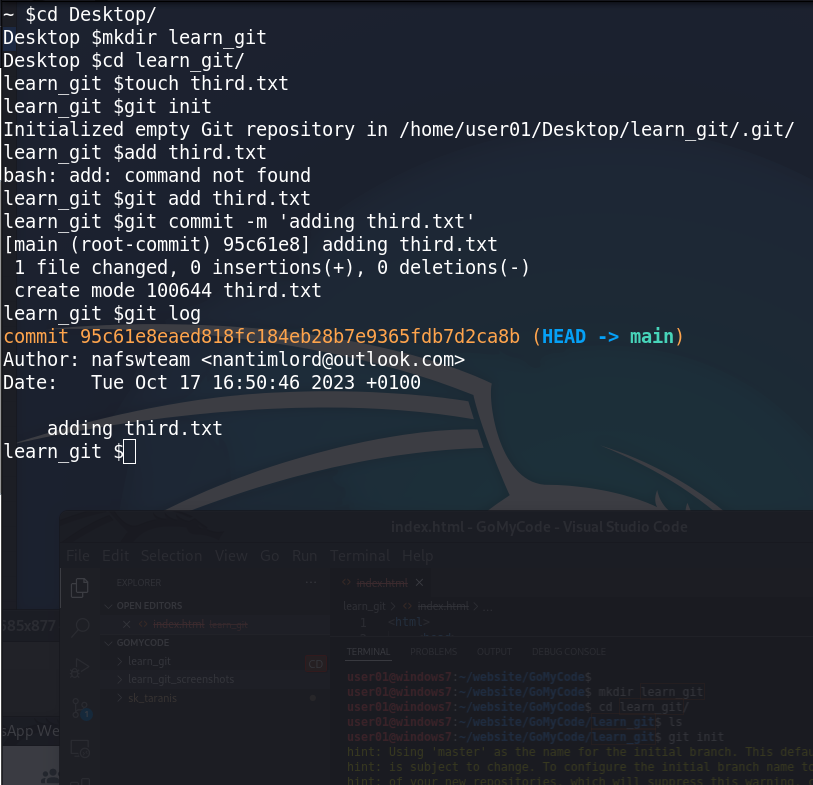 ~ $cd Desktop/
Desktop $mkdir learn_git
Desktop $cd learn_git/
learn_git $touch third.txt
learn_git $git init
Initialized empty Git repository in /home/user01/Desktop/learn_git/.git/
learn_git $add third.txt
bash: add: command not found
learn_git $git add third.txt
learn_git $git commit -m 'adding third.txt'
[main (root-commit) 95c61e8] adding third.txt
 1 file changed, 0 insertions(+), 0 deletions(-)
 create mode 100644 third.txt
learn_git $git log
commit 95c61e8eaed818fc184eb28b7e9365fdb7d2ca8b (HEAD -> main)
Author: nafswteam <nantimlord@outlook.com>
Date:   Tue Oct 17 16:50:46 2023 +0100
    adding third.txt
learn_git $
index.html - GoMyCode - Visual Studio Code
File Edit Selection View Go Run Terminal Help
EXPLORER ...
<> index.html ×
OPEN EDITORS
× <> index.html learn_git
learn_git > <> index.html > ...
1 <html>
GOMYCODE
> learn_git
> learn_git_screenshots
> sk_taranis
CD
1
585x877
sApp We
TERMINAL PROBLEMS OUTPUT DEBUG CONSOLE
user01@windows7:~/website/GoMyCode$
user01@windows7:~/website/GoMyCode$ mkdir learn_git
user01@windows7:~/website/GoMyCode$ cd learn_git/
user01@windows7:~/website/GoMyCode/learn_git$ ls
user01@windows7:~/website/GoMyCode/learn_git$ git init
hint: Using 'master' as the name for the initial branch. This defau
hint: is subject to change. To configure the initial branch name to
hint: of your new repositories, which will suppress this warning,